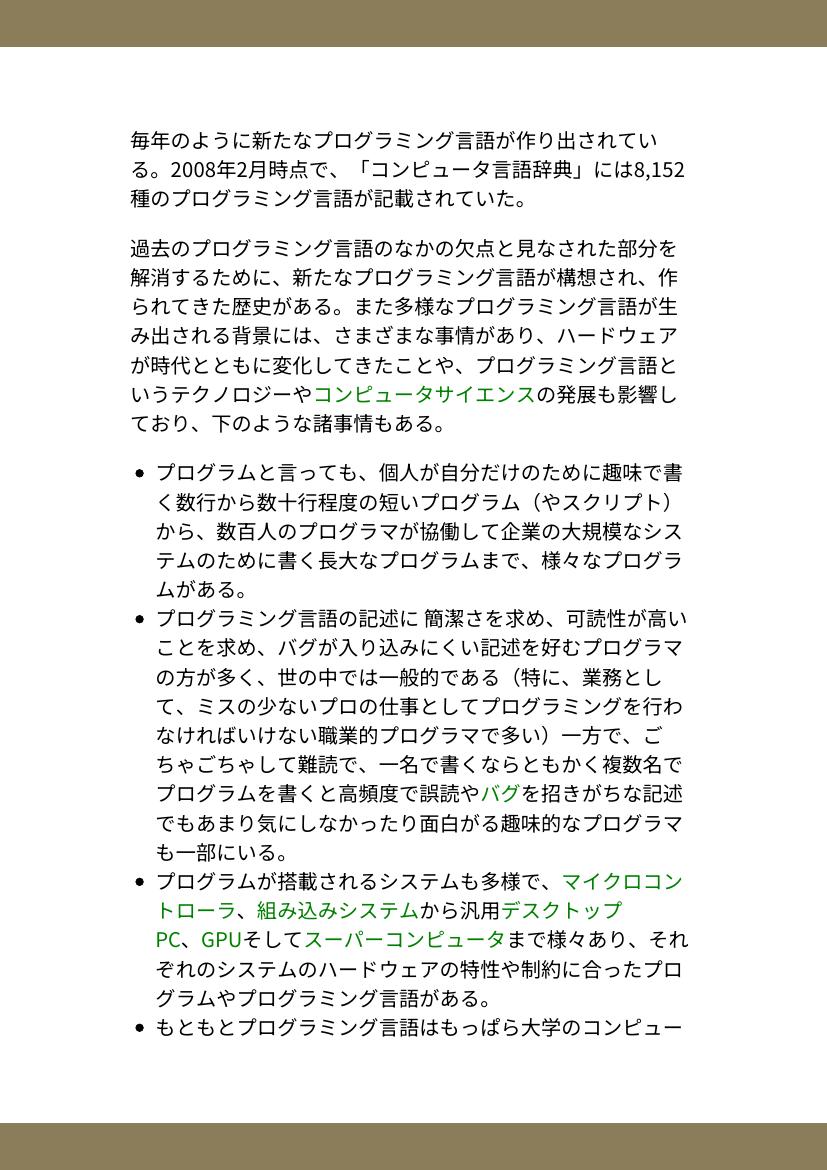 毎年のように新たなプログラミング言語が作り出されてい
る。2008年2月時点で、「コンピュータ言語辞典」には8,152
種のプログラミング言語が記載されていた。
過去のプログラミング言語のなかの欠点と見なされた部分を
解消するために、新たなプログラミング言語が構想され、作
られてきた歴史がある。また多様なプログラミング言語が生
み出される背景には、さまざまな事情があり、ハードウェア
が時代とともに変化してきたことや、プログラミング言語と
いうテクノロジーやコンピュータサイエンスの発展も影響し
ており、下のような諸事情もある。
• プログラムと言っても、個人が自分だけのために趣味で書
く数行から数十行程度の短いプログラム（やスクリプト）
から、数百人のプログラマが協働して企業の大規模なシス
テムのために書く長大なプログラムまで、様々なプログラ
ムがある。
• プログラミング言語の記述に 簡潔さを求め、可読性が高い
ことを求め、バグが入り込みにくい記述を好むプログラマ
の方が多く、世の中では一般的である（特に、業務とし
て、ミスの少ないプロの仕事としてプログラミングを行わ
なければいけない職業的プログラマで多い）一方で、ご
ちゃごちゃして難読で、一名で書くならともかく複数名で
プログラムを書くと高頻度で誤読やバグを招きがちな記述
でもあまり気にしなかったり面白がる趣味的なプログラマ
も一部にいる。
• プログラムが搭載されるシステムも多様で、マイクロコン
トローラ、組み込みシステムから汎用デスクトップ
PC、GPUそしてスーパーコンピュータまで様々あり、それ
ぞれのシステムのハードウェアの特性や制約に合ったプロ
グラムやプログラミング言語がある。
• もともとプログラミング言語はもっぱら大学のコンピュー